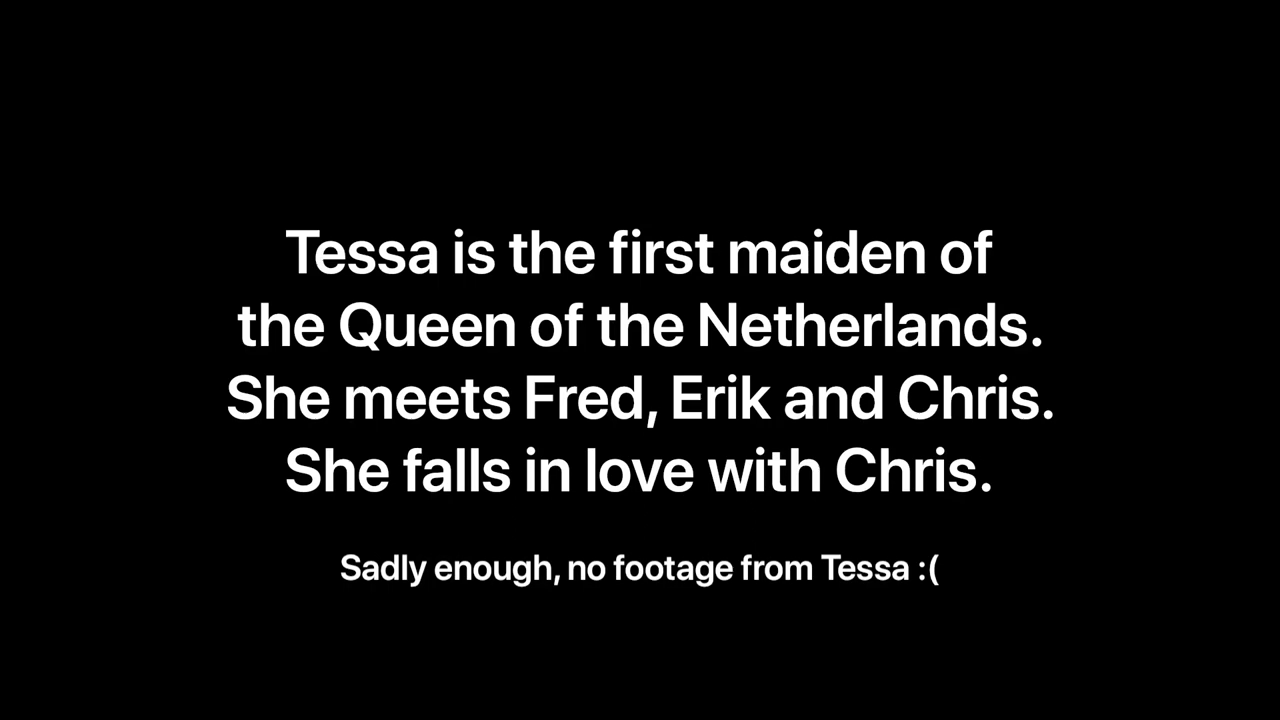 Tessa is the first maiden of
the Queen of the Netherlands.
She meets Fred, Erik and Chris.
She falls in love with Chris.
Sadly enough, no footage from Tessa :(